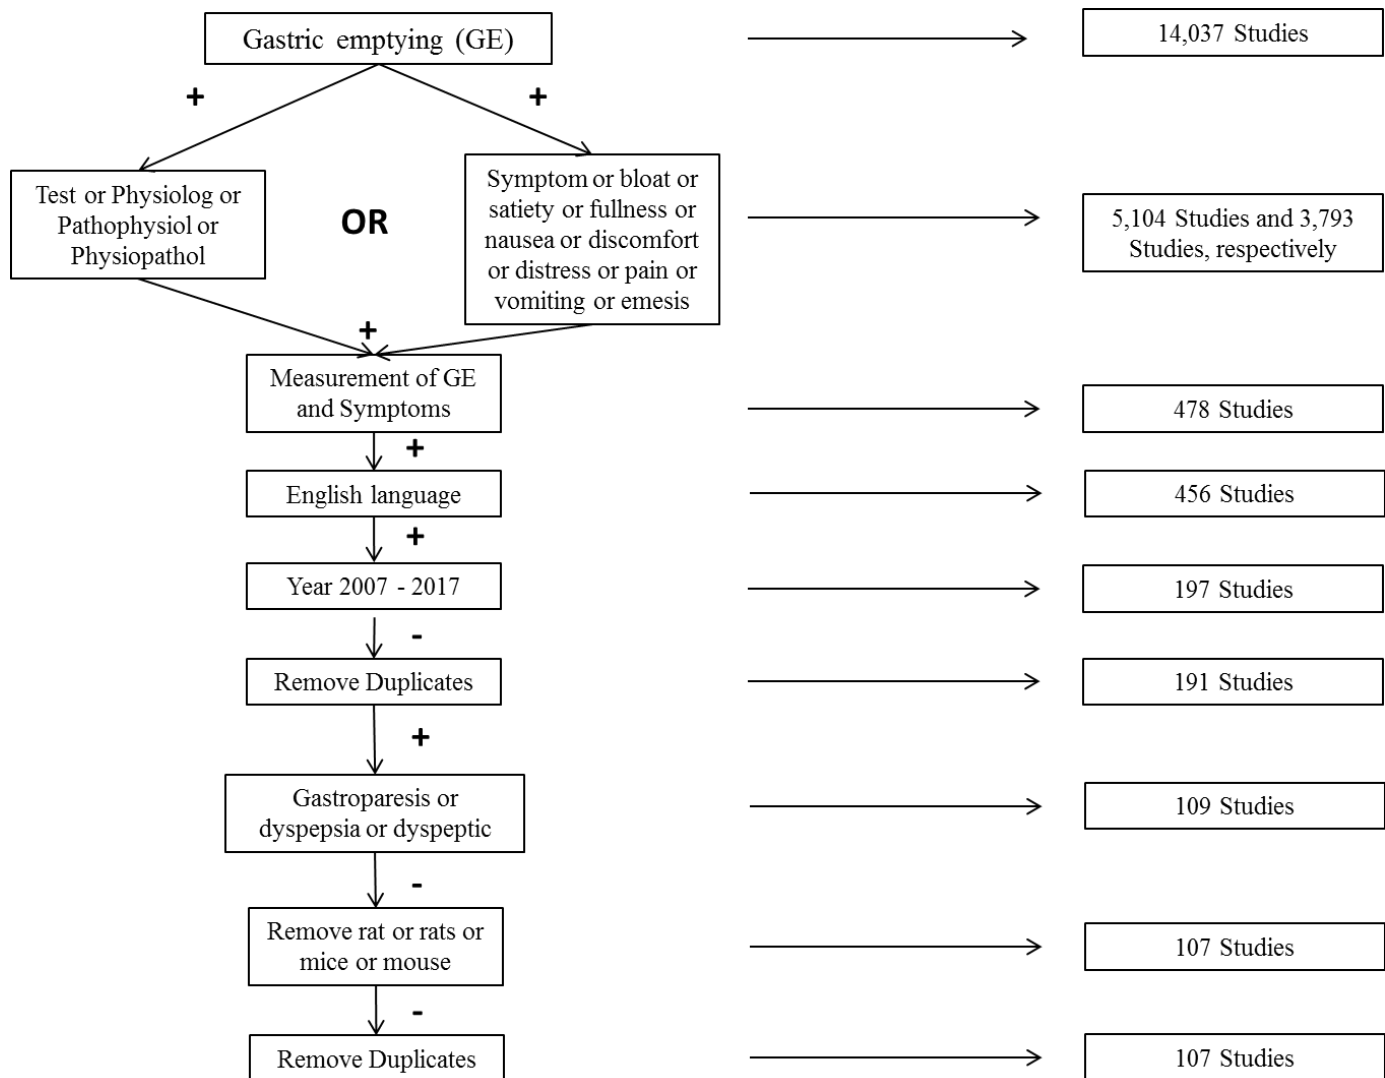 Gastric emptying (GE)
14,037 Studies
+
+
Test or Physiolog or
Pathophysiol or
Physiopathol
OR
Symptom or bloat or
satiety or fullness or
nausea or discomfort
or distress or pain or
vomiting or emesis
5,104 Studies and 3,793
Studies, respectively
+
Measurement of GE
and Symptoms
478 Studies
+
English language
456 Studies
+
Year 2007 - 2017
197 Studies
-
Remove Duplicates
191 Studies
+
Gastroparesis or
dyspepsia or dyspeptic
109 Studies
-
Remove rat or rats or
mice or mouse
107 Studies
-
Remove Duplicates
107 Studies